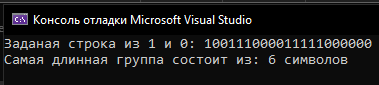 Консоль отладки Microsoft Visual Studio
Заданая строка из 1 и 0: 100111000011111000000
Самая длинная группа состоит из: 6 символов